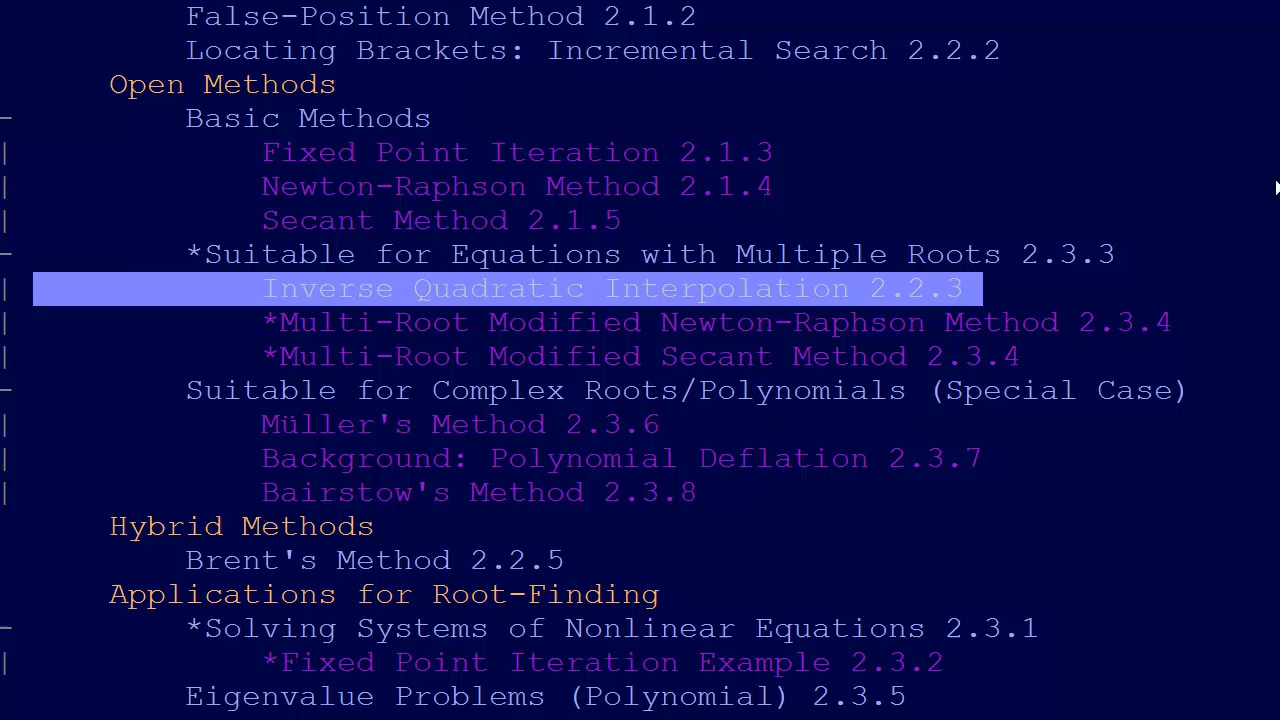 False-Position Method 2.1.2
Locating Brackets: Incremental Search 2.2.2
Open Methods
Basic Methods
Fixed Point Iteration 2.1.3
Newton-Raphson Method 2.1.4
Secant Method 2.1.5
*Suitable for Equations with Multiple Roots 2.3.3
Inverse Quadratic Interpolation 2.2.3
*Multi-Root Modified Newton-Raphson Method 2.3.4
*Multi-Root Modified Secant Method 2.3.4
Suitable for Complex Roots/Polynomials (Special Case)
Müller's Method 2.3.6
Background: Polynomial Deflation 2.3.7
Bairstow's Method 2.3.8
Hybrid Methods
Brent's Method 2.2.5
Applications for Root-Finding
*Solving Systems of Nonlinear Equations 2.3.1
*Fixed Point Iteration Example 2.3.2
Eigenvalue Problems (Polynomial) 2.3.5